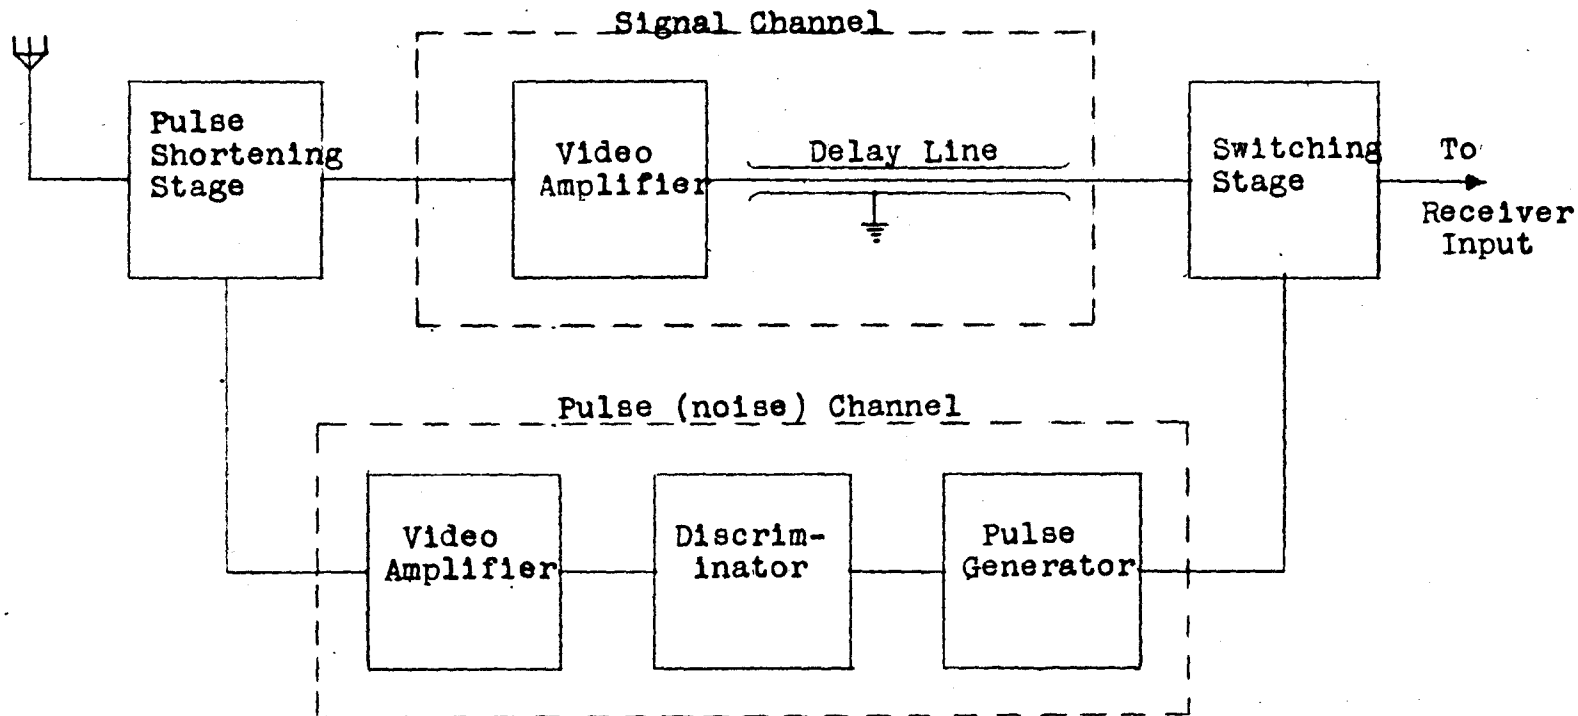 Signal Channel
Pulse
Shortening
Stage
Video
Amplifier
Delay Line
Switching
Stage
To
Receiver
Input
Pulse (noise) Channel
Video
Amplifier
Discrim-
inator
Pulse
Generator